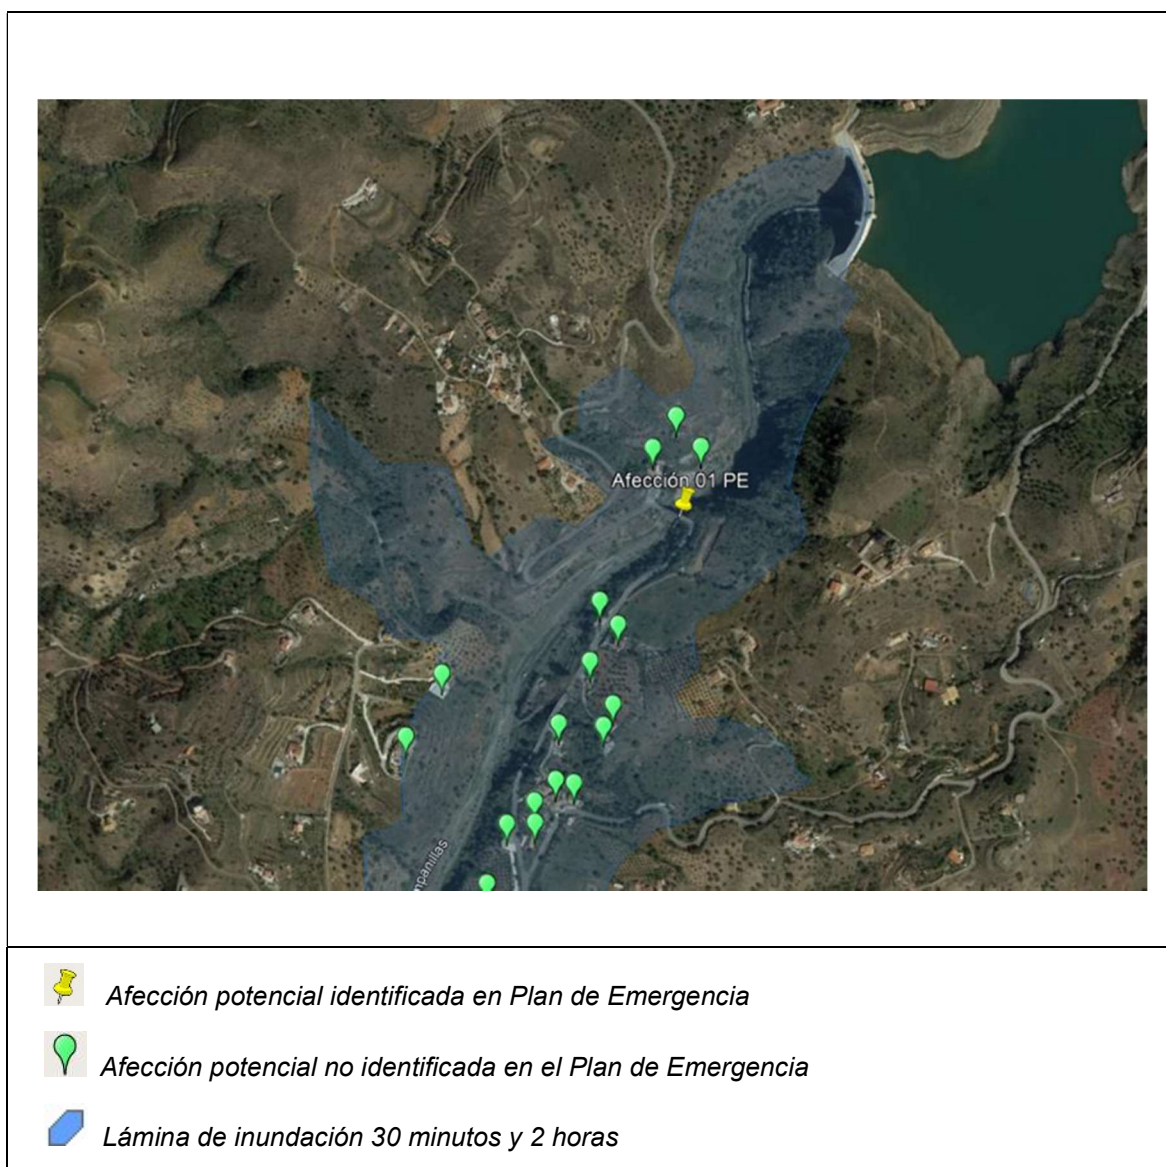 Afección 01 PE
mpanillas
Afección potencial identificada en Plan de Emergencia
Afección potencial no identificada en el Plan de Emergencia
Lámina de inundación 30 minutos y 2 horas